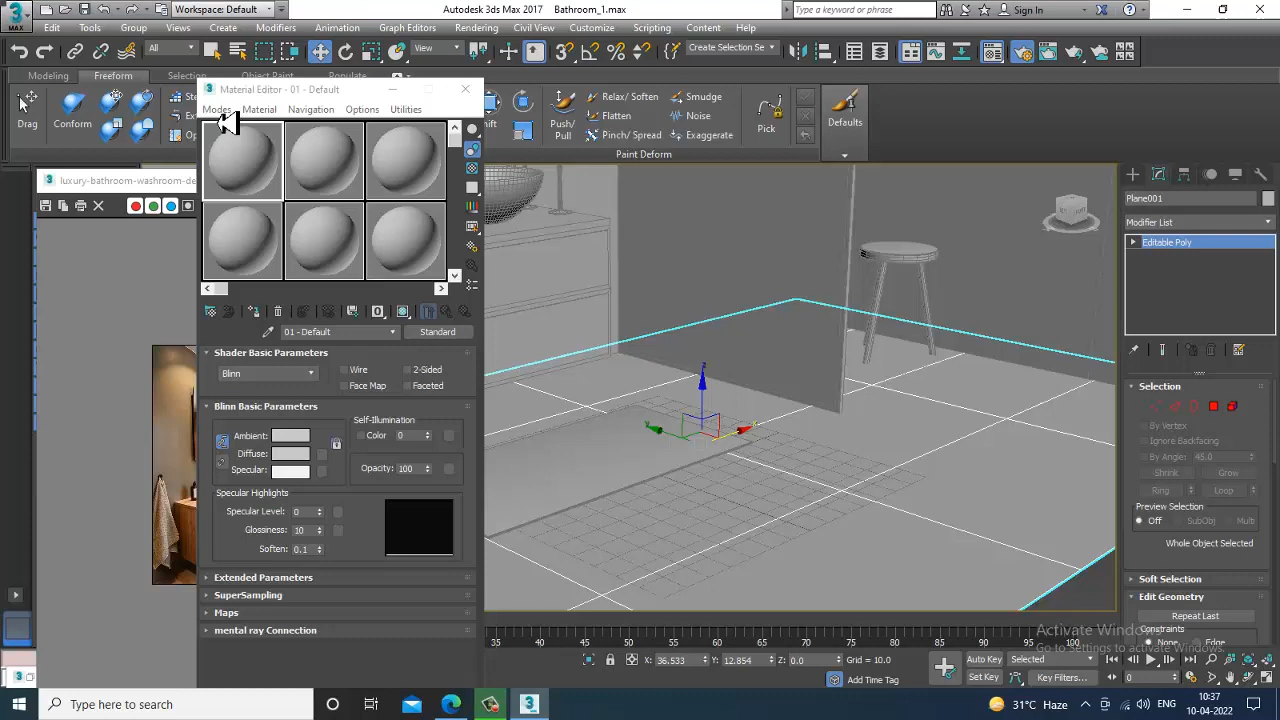 Workspace: Default
Autodesk 3ds Max 2017    Bathroom_1.max
Type a keyword or phrase
Sign In
Edit Tools Group Views Create Modifiers Animation Graph Editors Rendering Civil View Customize Scripting Content Help
All
View
Create Selection Se
Modeling Freeform Selection Object Paint Populate
Material Editor - 01 - Default
Modes Material Navigation Options Utilities
Drag
Conform
Push/Pull
Relax/ Soften
Smudge
Flatten
Noise
Pinch/ Spread
Exaggerate
Pick
Defaults
Paint Deform
luxury-bathroom-washroom-de
01 - Default
Standard
Shader Basic Parameters
Blinn
Wire
2-Sided
Face Map
Faceted
Blinn Basic Parameters
Self-Illumination
Ambient:
Color 0
Diffuse:
Specular:
Opacity: 100
Specular Highlights
Specular Level: 0
Glossiness: 10
Soften: 0.1
Extended Parameters
SuperSampling
Maps
mental ray Connection
Plane001
Modifier List
Editable Poly
Selection
By Vertex
Ignore Backfacing
By Angle: 45.0
Shrink
Grow
Ring
Loop
Preview Selection
Off SubObj Multi
Whole Object Selected
Soft Selection
Edit Geometry
Repeat Last
Constraints
None Edge
Activate Windows
Go to Settings to activate Windows.
35 40 45 50 55 60 65 70 75 80 85 90 95 100
X: 36.533 Y: 12.854 Z: 0.0 Grid = 10.0
Add Time Tag
Auto Key
Selected
Set Key
Key Filters...
0
Type here to search
31°C Haze
ENG
10:37
10-04-2022